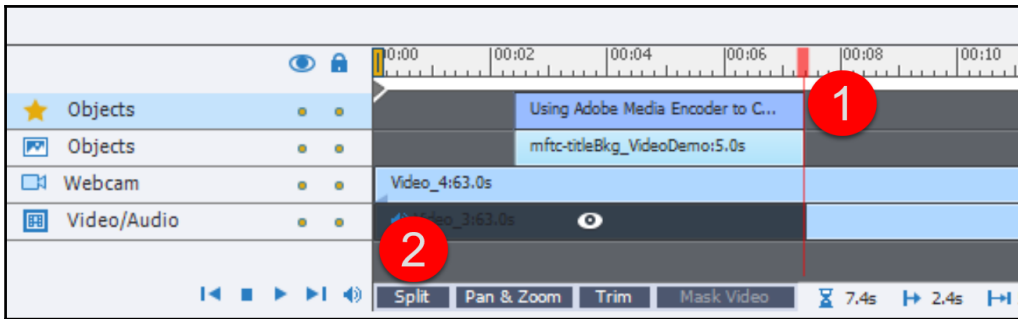 00:00 00:02 00:04 00:06 00:08 00:10
1
Objects Using Adobe Media Encoder to C...
Objects mftc-titleBkg_VideoDemo:5.0s
Webcam Video_4:63.0s
Video/Audio Video_3:63.0s
2
Split Pan & Zoom Trim Mask Video 7.4s 2.4s